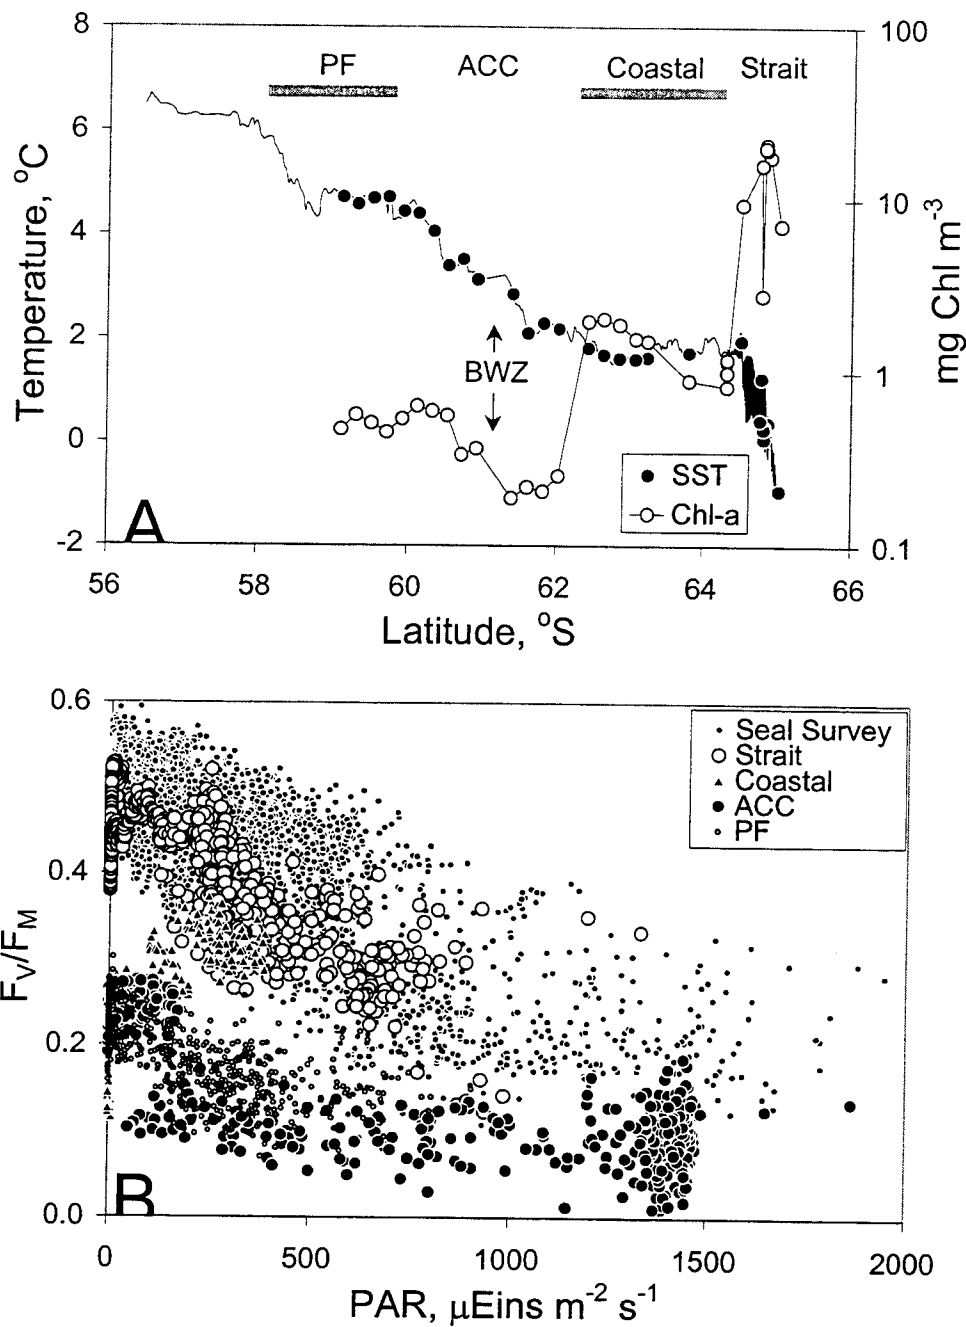 8
6
4
2
0
-2
Temperature, °C
100
10
1
0.1
mg Chl m-3
PF
ACC
Coastal
Strait
BWZ
SST
Chl-a
A
56
58
60
62
64
66
Latitude, °S
0.6
0.4
0.2
0.0
FV/FM
Seal Survey
Strait
Coastal
ACC
PF
B
0
500
1000
1500
2000
PAR, μEins m-2 s-1